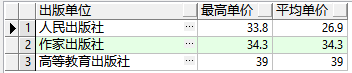 出版单位 最高单价 平均单价
1 人民出版社 ... 33.8 26.9
2 作家出版社 ... 34.3 34.3
3 高等教育出版社 ... 39 39